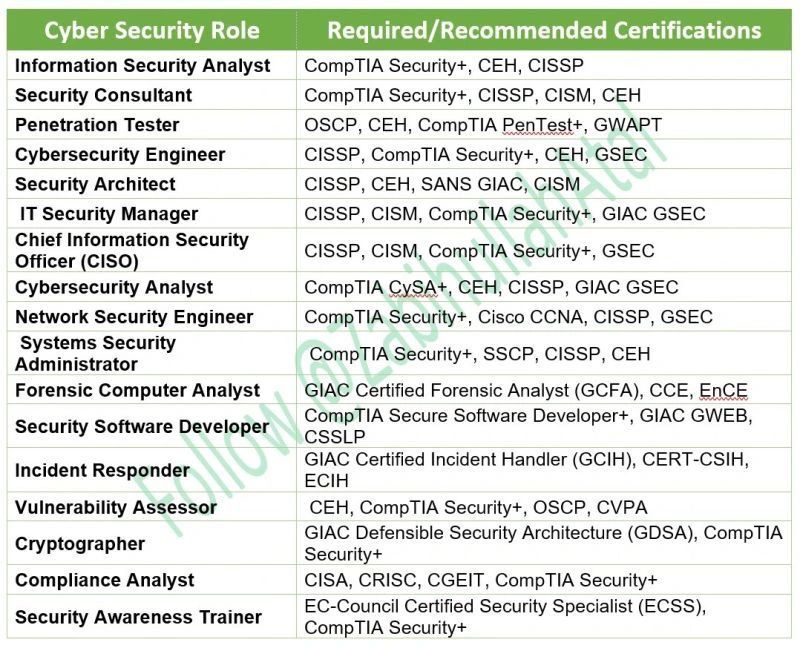 Cyber Security Role Required/Recommended Certifications
Information Security Analyst CompTIA Security+, CEH, CISSP
Security Consultant CompTIA Security+, CISSP, CISM, CEH
Penetration Tester OSCP, CEH, CompTIA PenTest+, GWAPT
Cybersecurity Engineer CISSP, CompTIA Security+, CEH, GSEC
Security Architect CISSP, CEH, SANS GIAC, CISM
IT Security Manager CISSP, CISM, CompTIA Security+, GIAC GSEC
Chief Information Security
Officer (CISO)
CISSP, CISM, CompTIA Security+, GSEC
Cybersecurity Analyst CompTIA CySA+, CEH, CISSP, GIAC GSEC
Network Security Engineer CompTIA Security+, Cisco CCNA, CISSP, GSEC
Systems Security
Administrator
CompTIA Security+, SSCP, CISSP, CEH
Forensic Computer Analyst GIAC Certified Forensic Analyst (GCFA), CCE, EnCE
Security Software Developer
CompTIA Secure Software Developer+, GIAC GWEB,
CSSLP
Incident Responder
GIAC Certified Incident Handler (GCIH), CERT-CSIH,
ECIH
Vulnerability Assessor CEH, CompTIA Security+, OSCP, CVPA
Cryptographer
GIAC Defensible Security Architecture (GDSA), CompTIA
Security+
Compliance Analyst CISA, CRISC, CGEIT, CompTIA Security+
Security Awareness Trainer
EC-Council Certified Security Specialist (ECSS),
CompTIA Security+
Follow @ZabihullahAtal